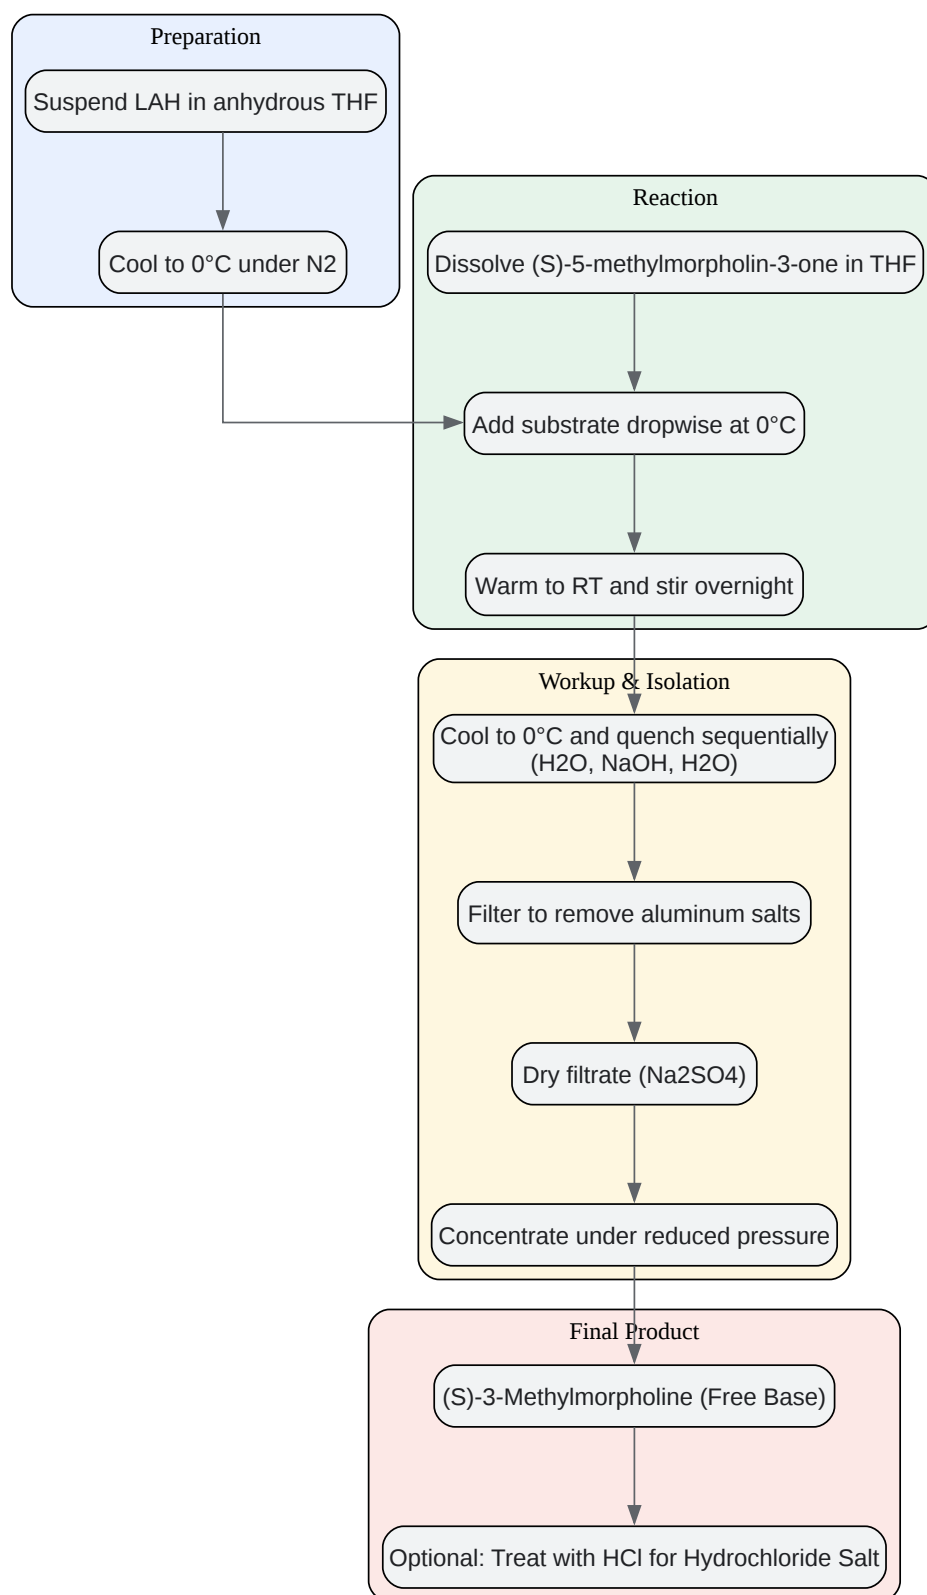 Preparation
Suspend LAH in anhydrous THF
Cool to 0°C under N2
Reaction
Dissolve (S)-5-methylmorpholin-3-one in THF
Add substrate dropwise at 0°C
Warm to RT and stir overnight
Workup & Isolation
Cool to 0°C and quench sequentially
(H2O, NaOH, H2O)
Filter to remove aluminum salts
Dry filtrate (Na2SO4)
Concentrate under reduced pressure
Final Product
(S)-3-Methylmorpholine (Free Base)
Optional: Treat with HCl for Hydrochloride Salt